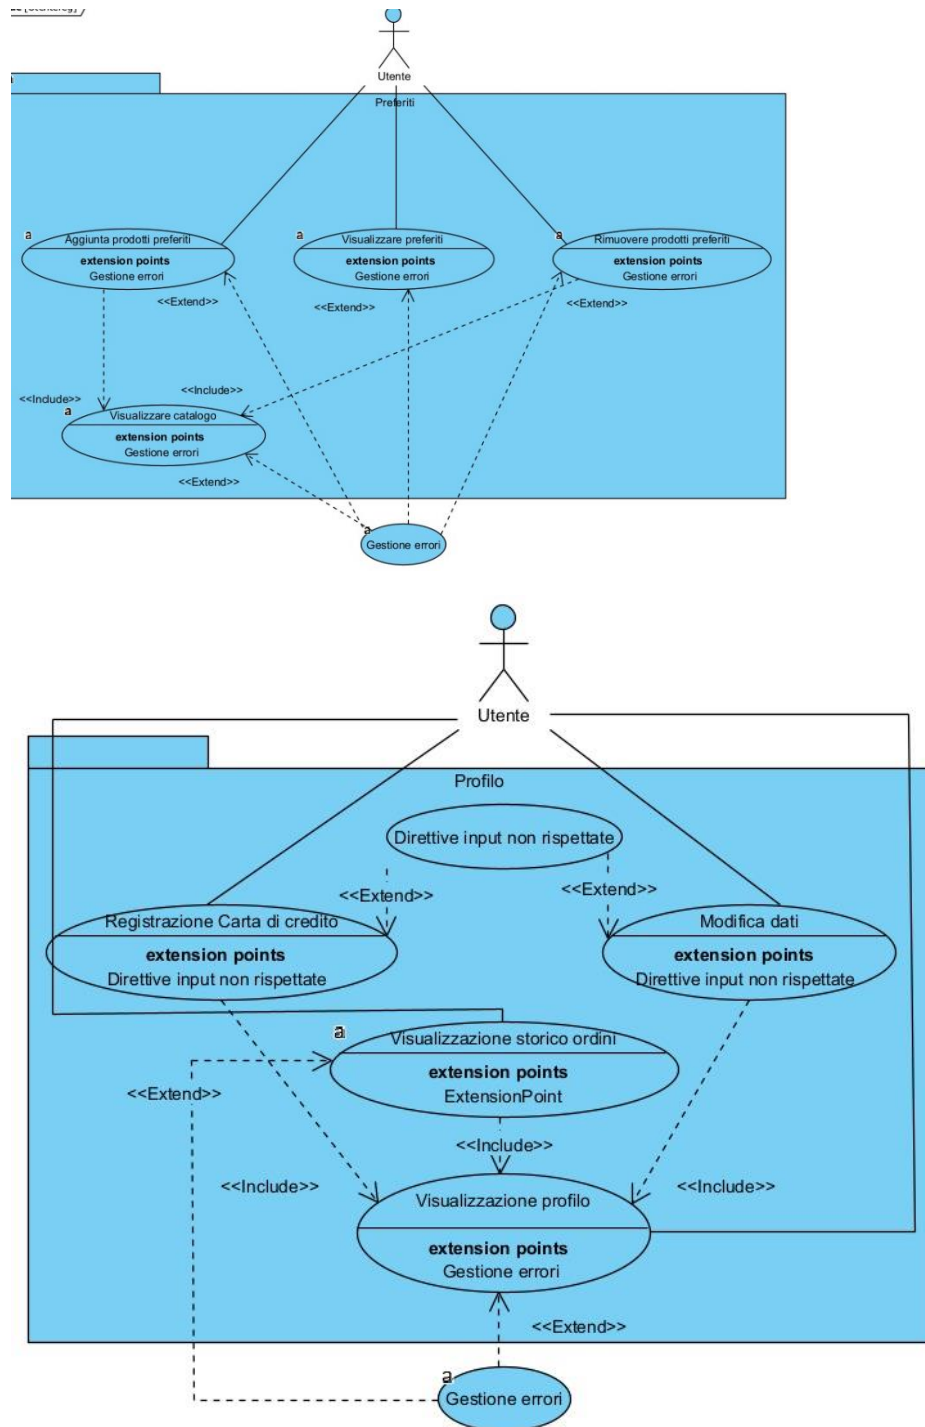 Utente
Preferiti
a
Aggiunta prodotti preferiti
extension points
Gestione errori
a
Visualizzare preferiti
extension points
Gestione errori
a
Rimuovere prodotti preferiti
extension points
Gestione errori
<<Extend>>
<<Extend>>
<<Extend>>
<<Include>>
<<Include>>
a
Visualizzare catalogo
extension points
Gestione errori
<<Extend>>
a
Gestione errori
Utente
Profilo
Direttive input non rispettate
<<Extend>>
<<Extend>>
Registrazione Carta di credito
extension points
Direttive input non rispettate
Modifica dati
extension points
Direttive input non rispettate
a
Visualizzazione storico ordini
extension points
ExtensionPoint
<<Extend>>
<<Include>>
<<Include>>
<<Include>>
Visualizzazione profilo
extension points
Gestione errori
<<Extend>>
a
Gestione errori